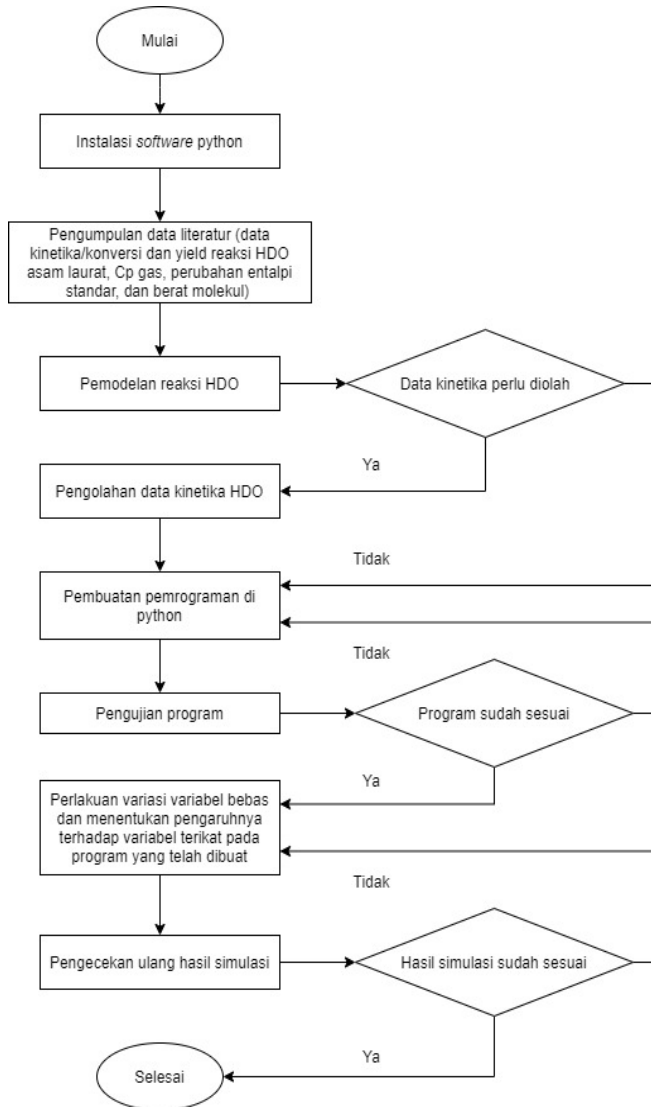 Mulai
Instalasi software python
Pengumpulan data literatur (data
kinetika/konversi dan yield reaksi HDO
asam laurat, Cp gas, perubahan entalpi
standar, dan berat molekul)
Pemodelan reaksi HDO
Data kinetika perlu diolah
Ya
Pengolahan data kinetika HDO
Tidak
Pembuatan pemrograman di
python
Tidak
Pengujian program
Program sudah sesuai
Ya
Perlakuan variasi variabel bebas
dan menentukan pengaruhnya
terhadap variabel terikat pada
program yang telah dibuat
Tidak
Pengecekan ulang hasil simulasi
Hasil simulasi sudah sesuai
Ya
Selesai